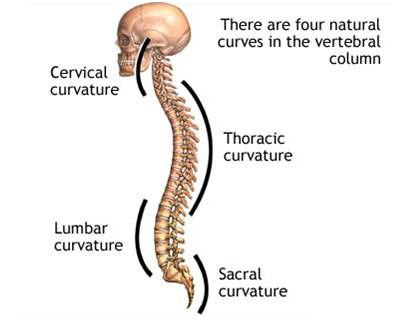 There are four natural
curves in the vertebral
column
Cervical
curvature
Thoracic
curvature
Lumbar
curvature
Sacral
curvature